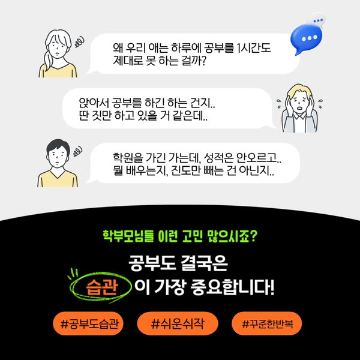 왜 우리 애는 하루에 공부를 1시간도
제대로 못 하는 걸까?
앉아서 공부를 하긴 하는 건지..
딴 짓만 하고 있을 거 같은데..
학원을 가긴 가는데, 성적은 안오르고..
뭘 배우는지, 진도만 빼는 건 아닌지..
학부모님들 이런 고민 많으시죠?
공부도 결국은
습관 이 가장 중요합니다!
#공부도습관 #쉬운쉬작 #꾸준한반복